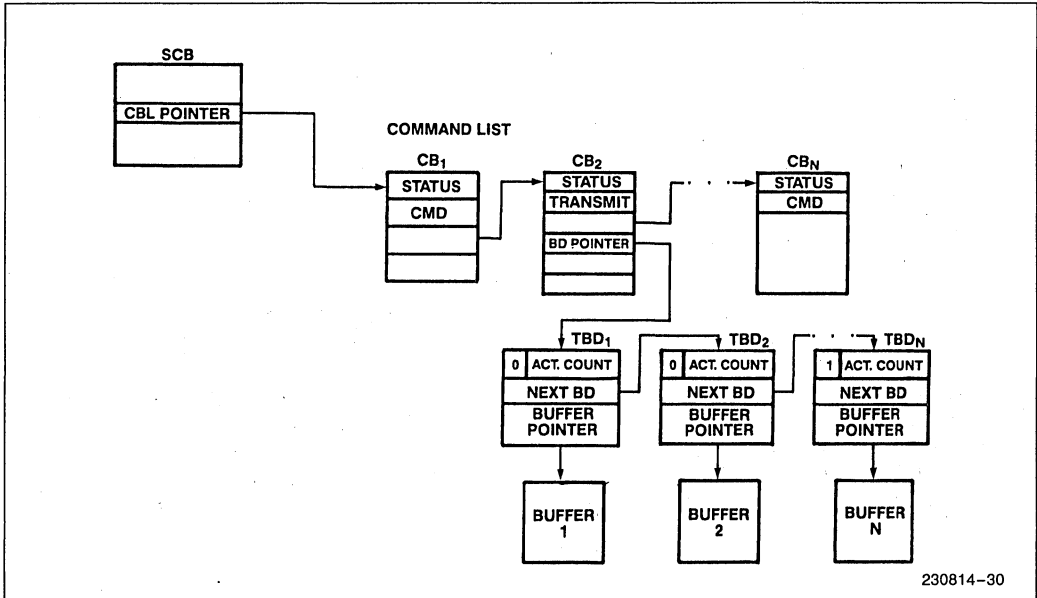 SCB
CBL POINTER
COMMAND LIST
CB1
STATUS
CMD
CB2
STATUS
TRANSMIT
BD POINTER
CBN
STATUS
CMD
TBD1
0 ACT. COUNT
NEXT BD
BUFFER
POINTER
TBD2
0 ACT. COUNT
NEXT BD
BUFFER
POINTER
TBDN
1 ACT. COUNT
NEXT BD
BUFFER
POINTER
BUFFER
1
BUFFER
2
BUFFER
N
230814-30